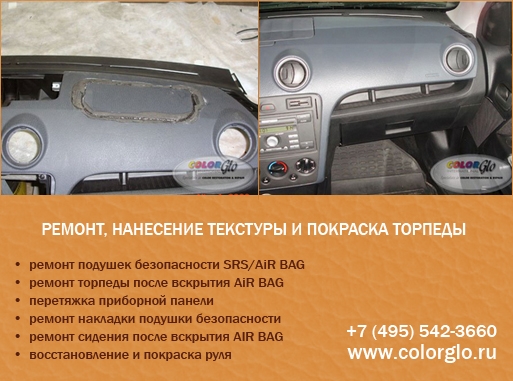 COLORGlo
COLORGlo
РЕМОНТ, НАНЕСЕНИЕ ТЕКСТУРЫ И ПОКРАСКА ТОРПЕДЫ
• ремонт подушек безопасности SRS/AiR BAG
• ремонт торпеды после вскрытия AiR BAG
• перетяжка приборной панели
• ремонт накладки подушки безопасности
• ремонт сидения после вскрытия AIR BAG
• восстановление и покраска руля
+7 (495) 542-3660
www.colorglo.ru